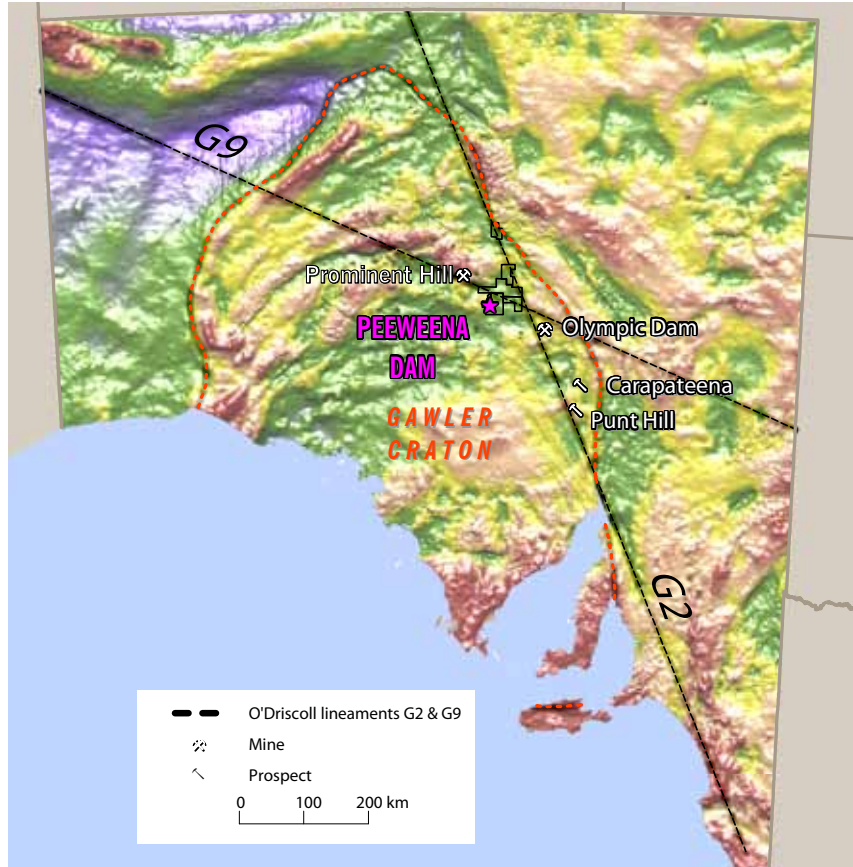 G9
Prominent Hill
PEEWEENA
DAM
Olympic Dam
Carapateena
Punt Hill
GAWLER
CRATON
G2
O'Driscoll lineaments G2 & G9
Mine
Prospect
0 100 200 km